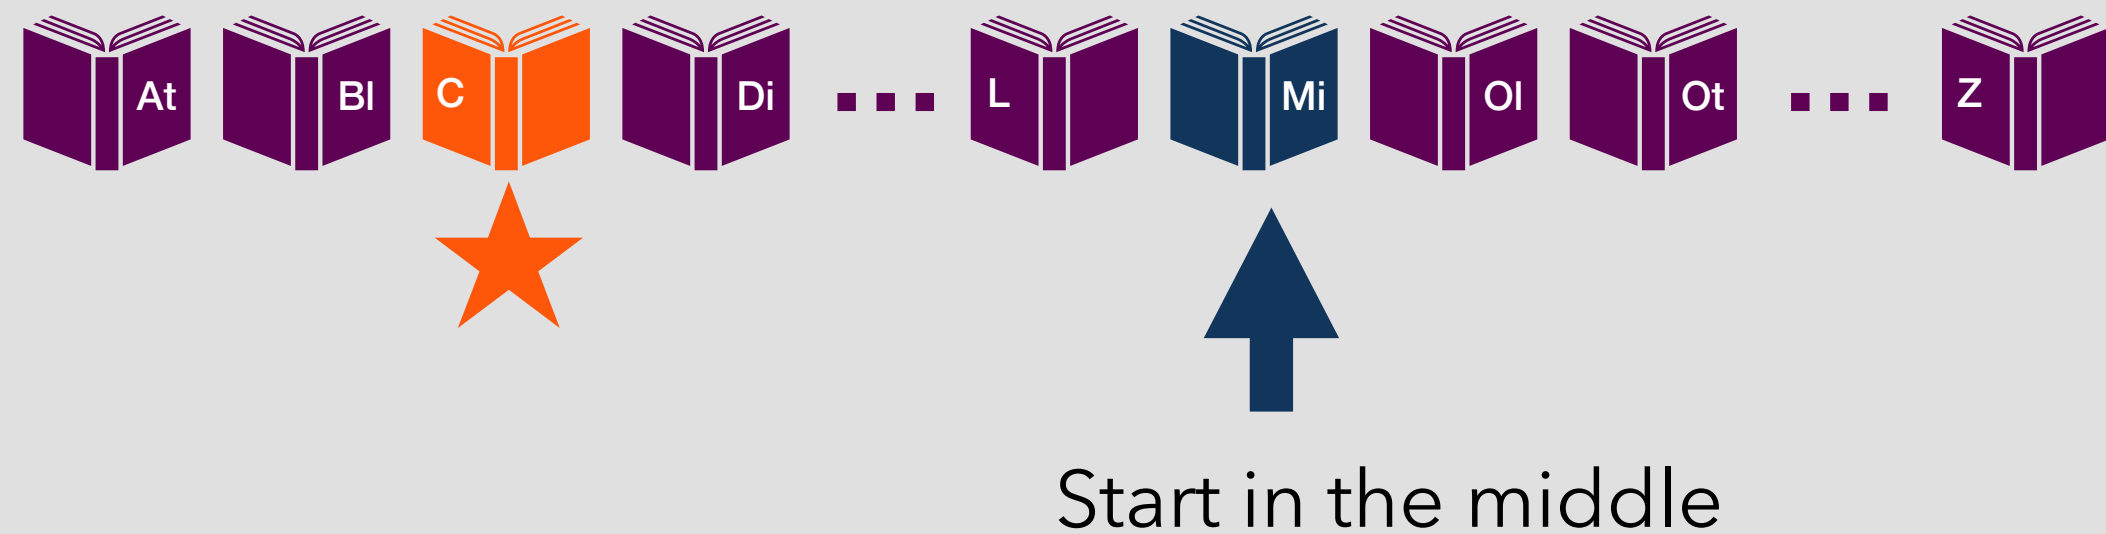 At Bl C Di ... L Mi Ol Ot ... Z
Start in the middle